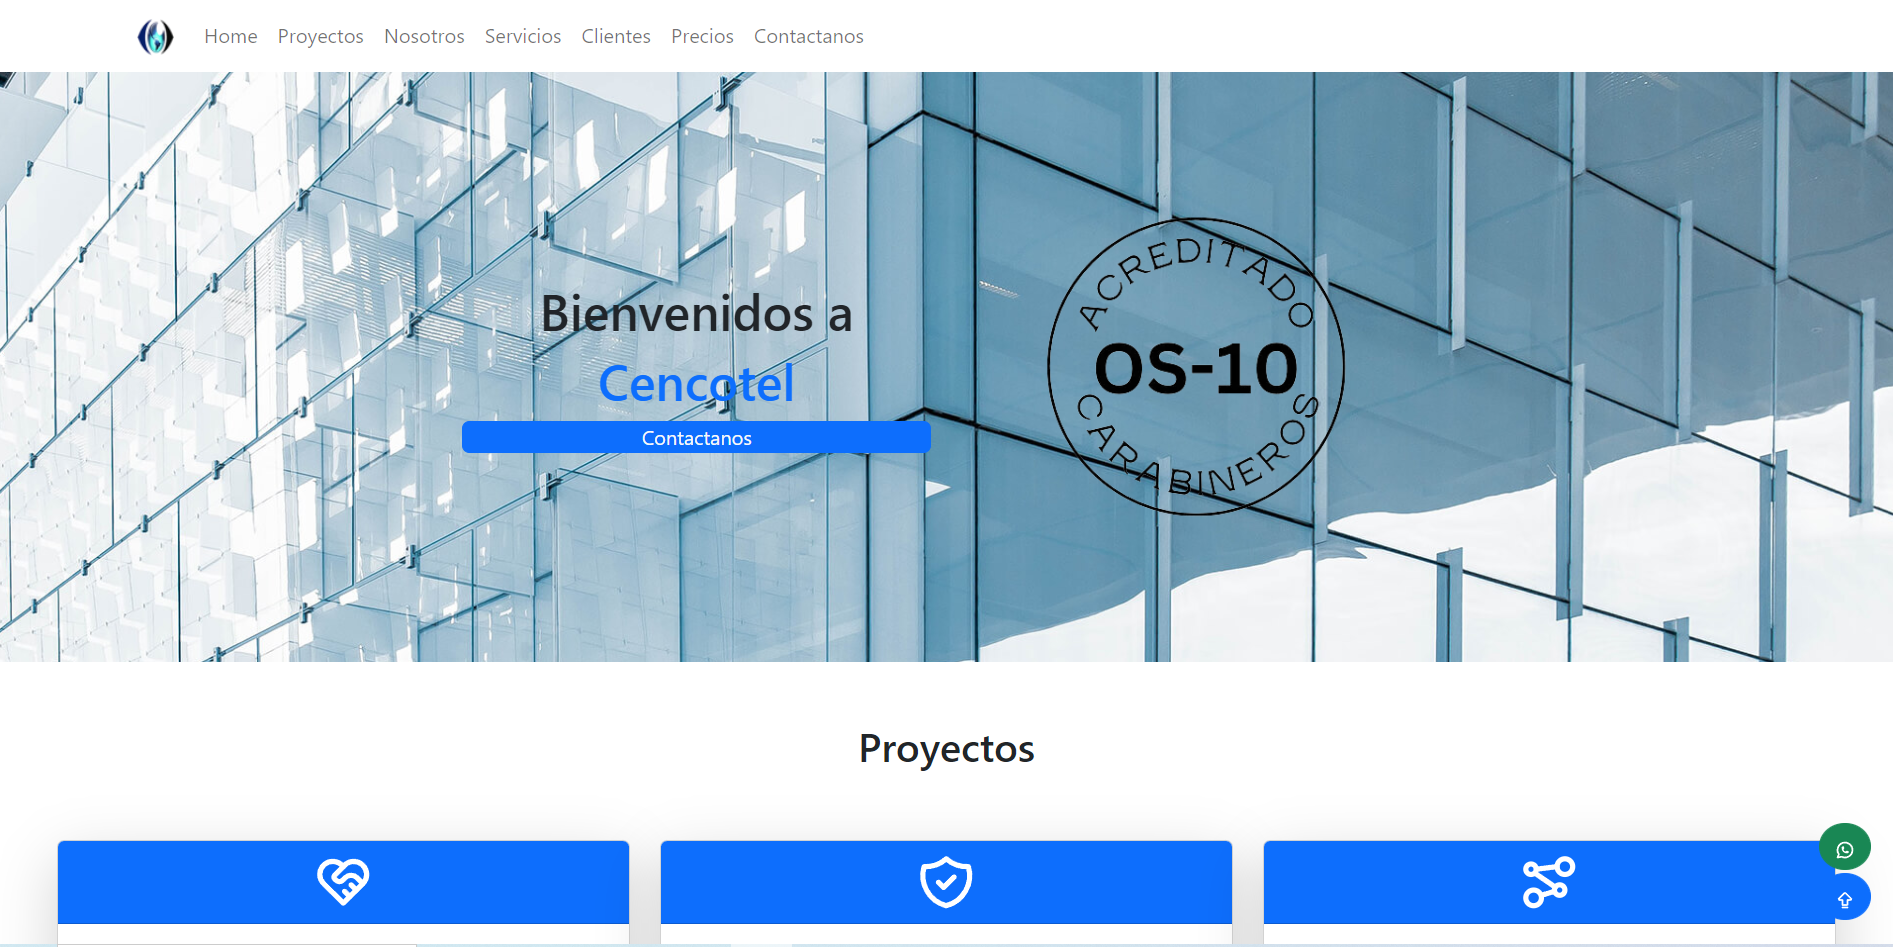 Home Proyectos Nosotros Servicios Clientes Precios Contactanos
Bienvenidos a
Cencotel
Contactanos
ACREDITADO
OS-10
CARABINEROS
Proyectos